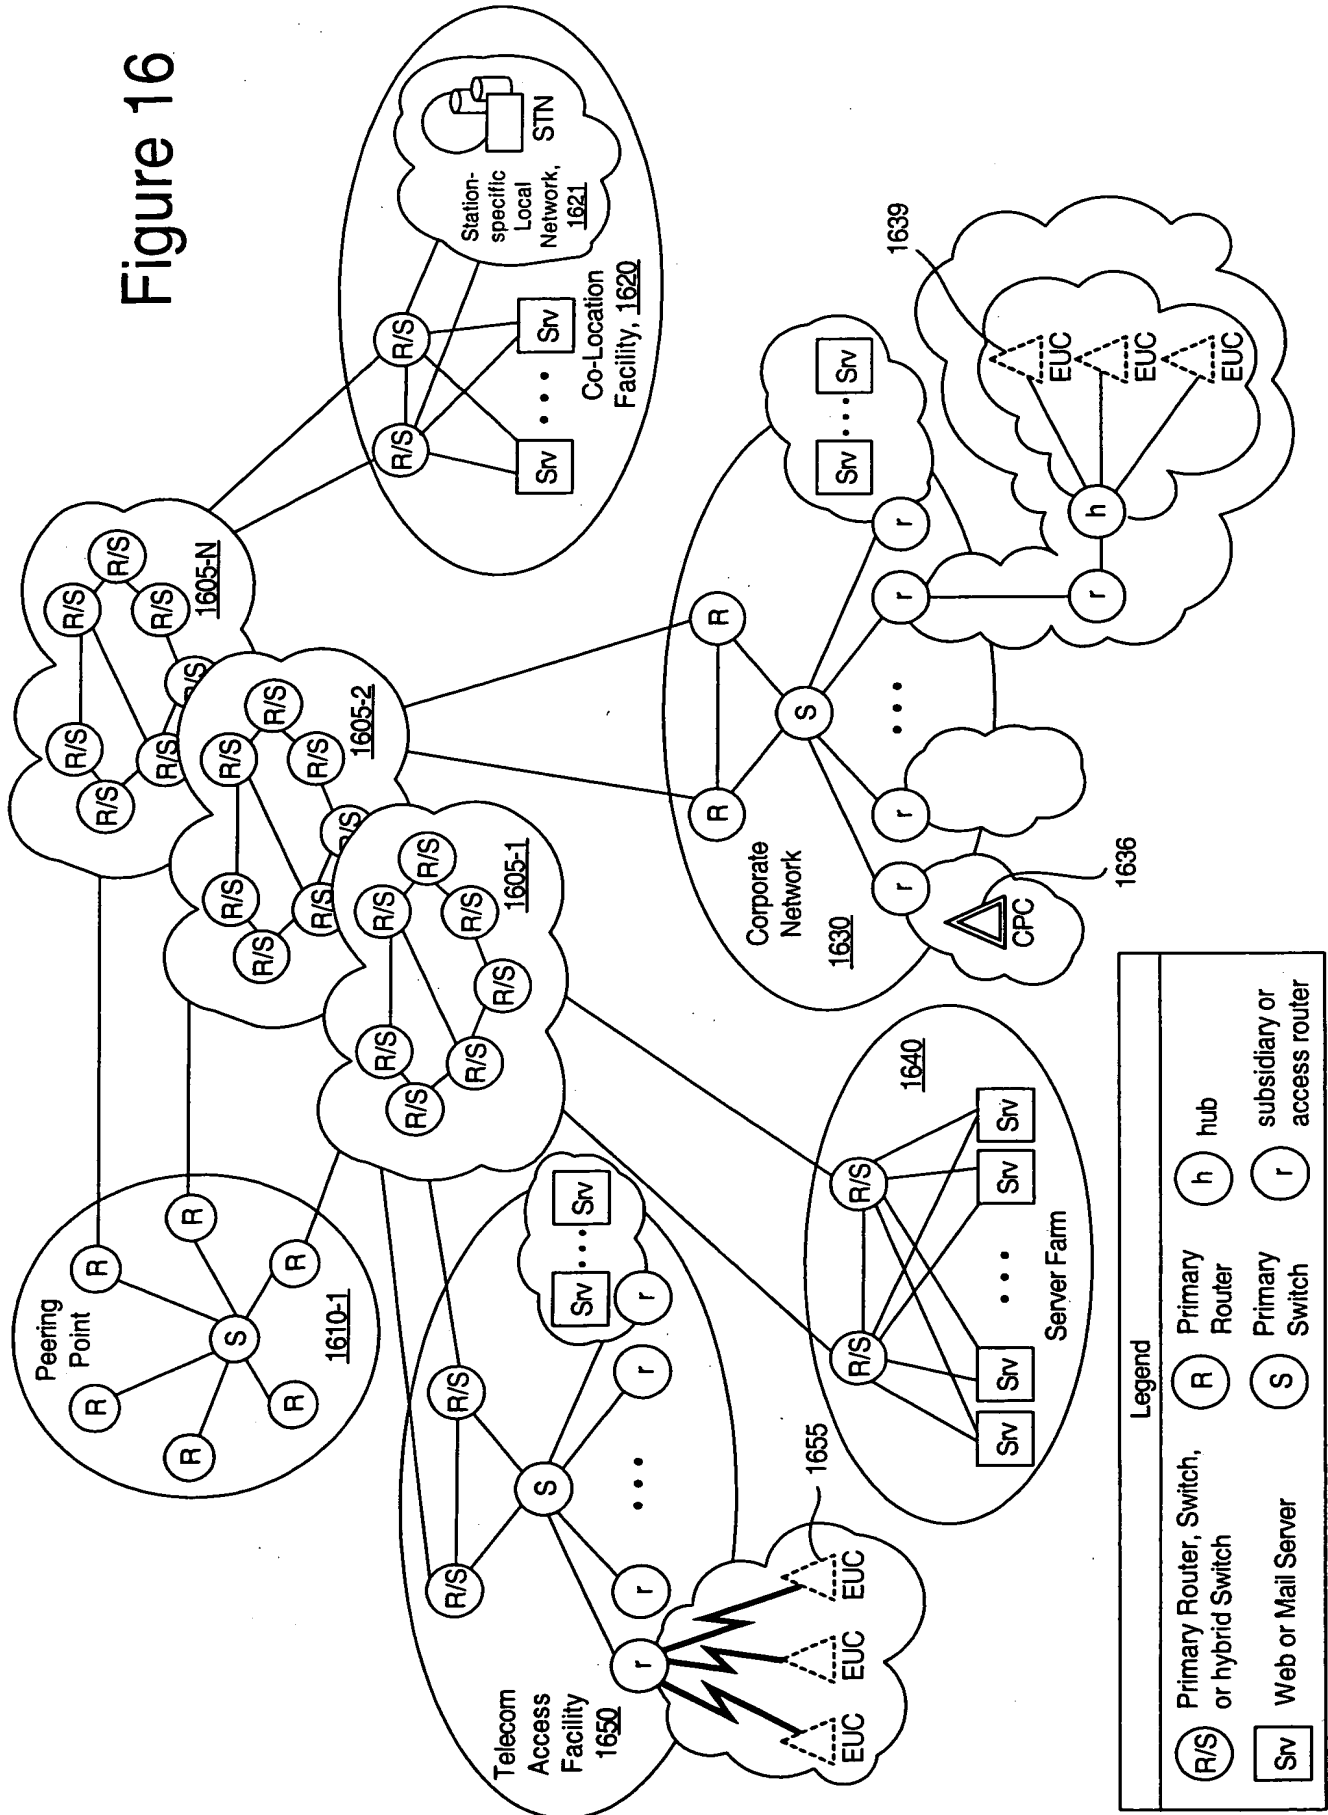 Figure 16
Peering
Point
R
R
R
R
R
R
S
1610-1
R/S
R/S
R/S
R/S
R/S
R/S
R/S
1605-N
R/S
R/S
R/S
R/S
R/S
R/S
R/S
1605-2
R/S
R/S
R/S
R/S
R/S
R/S
R/S
1605-1
R/S
R/S
Station-
specific
Local
Network,
1621
STN
Srv
Srv
Co-Location
Facility, 1620
Telecom
Access
Facility
1650
R/S
R/S
S
r
r
r
r
Srv
Srv
EUC
EUC
EUC
1655
R/S
R/S
1640
Srv
Srv
Srv
Srv
Server Farm
Corporate
Network
1630
R
R
S
r
r
r
r
Srv
Srv
CPC
1636
r
h
EUC
EUC
EUC
1639
Legend
R/S
Primary Router, Switch,
or hybrid Switch
R
Primary
Router
h
hub
Srv
Web or Mail Server
S
Primary
Switch
r
subsidiary or
access router